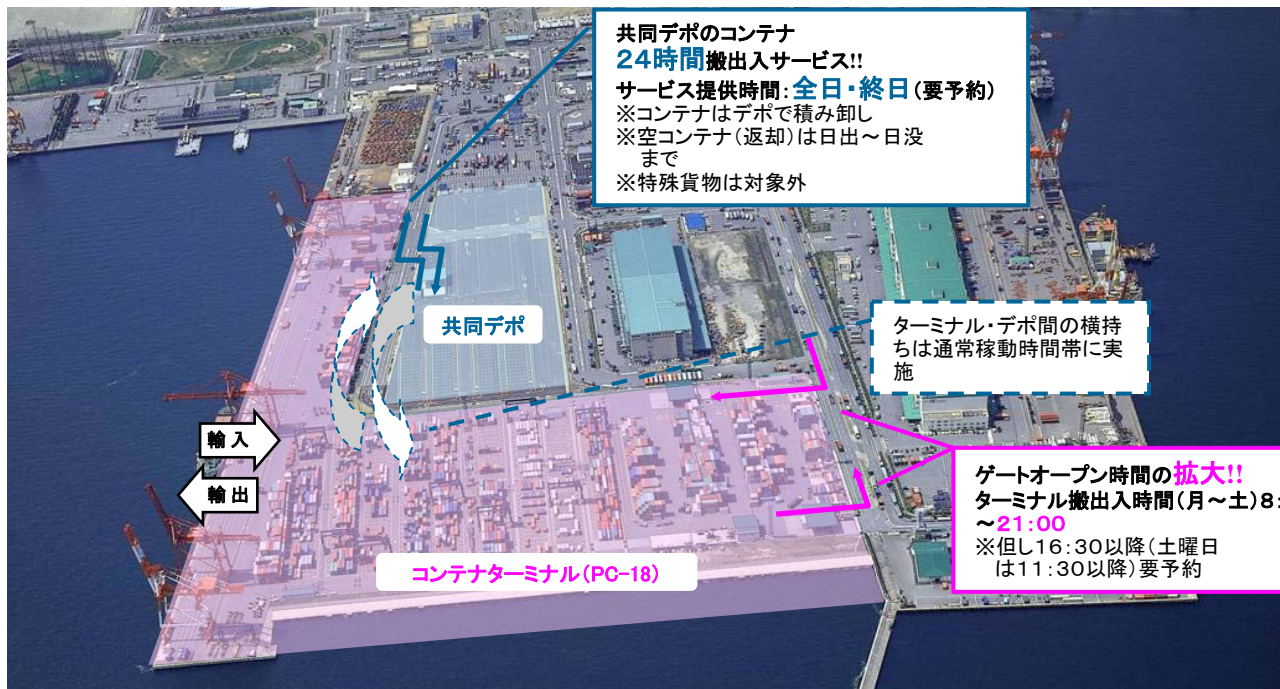 共同デポのコンテナ
24時間搬出入サービス!!
サービス提供時間:全日・終日(要予約)
※コンテナはデポで積み卸し
※空コンテナ(返却)は日出～日没
まで
※特殊貨物は対象外
共同デポ
ターミナル・デポ間の横持
ちは通常稼動時間帯に実
施
輸入
輸出
ゲートオープン時間の拡大!!
ターミナル搬出入時間(月～土)8:
～21:00
※但し16:30以降(土曜日
は11:30以降)要予約
コンテナターミナル(PC-18)